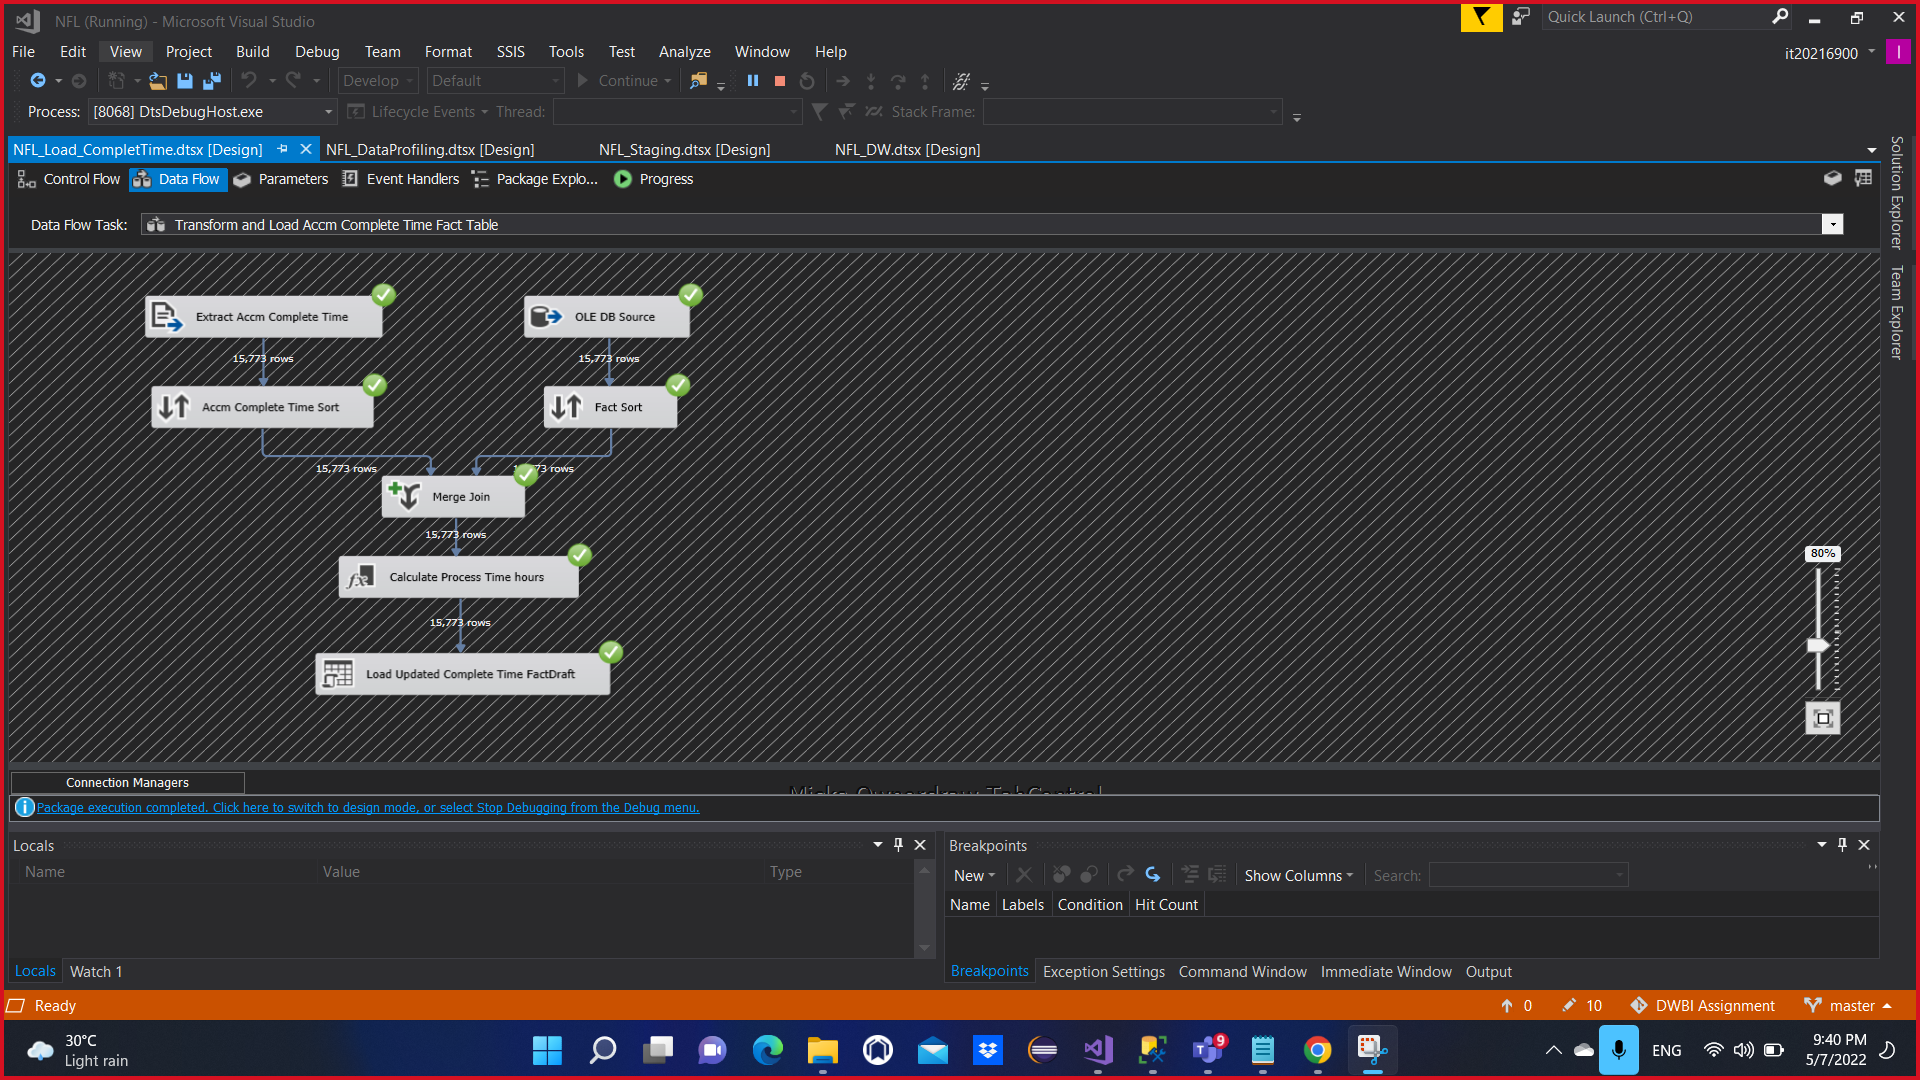 NFL (Running) - Microsoft Visual Studio
Quick Launch (Ctrl+Q)
File Edit View Project Build Debug Team Format SSIS Tools Test Analyze Window Help
it20216900
I
Develop Default Continue
Process: [8068] DtsDebugHost.exe Lifecycle Events Thread: Stack Frame:
NFL_Load_CompletTime.dtsx [Design] NFL_DataProfiling.dtsx [Design] NFL_Staging.dtsx [Design] NFL_DW.dtsx [Design]
Control Flow Data Flow Parameters Event Handlers Package Explo... Progress
Data Flow Task: Transform and Load Accm Complete Time Fact Table
Solution Explorer
Team Explorer
Extract Accm Complete Time
OLE DB Source
15,773 rows
15,773 rows
Accm Complete Time Sort
Fact Sort
15,773 rows
73 rows
Merge Join
15,773 rows
Calculate Process Time hours
15,773 rows
Load Updated Complete Time FactDraft
80%
Connection Managers
Package execution completed. Click here to switch to design mode, or select Stop Debugging from the Debug menu.
Locals
Name Value Type
Locals Watch 1
Breakpoints
New Show Columns Search:
Name Labels Condition Hit Count
Breakpoints Exception Settings Command Window Immediate Window Output
Ready
0 10 DWBI Assignment master
30°C
Light rain
9
ENG
9:40 PM
5/7/2022